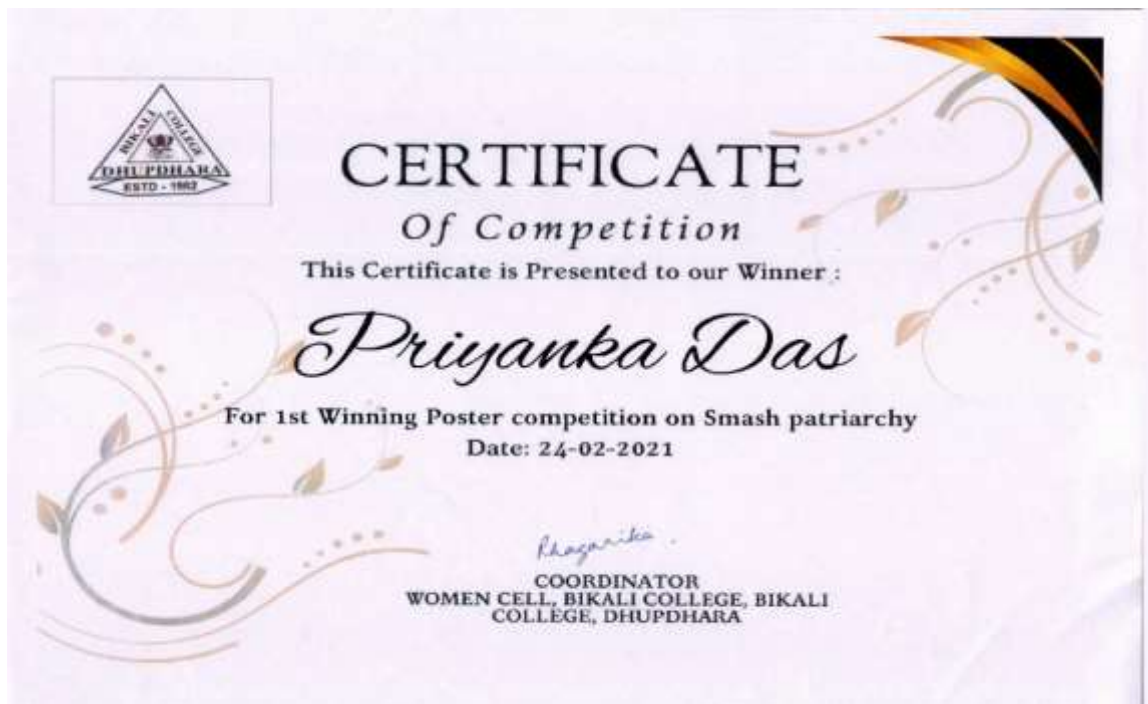 BIKALI COLLEGE
DHUPDHARA
ESTD - 1982
CERTIFICATE
Of Competition
This Certificate is Presented to our Winner :
Priyanka Das
For 1st Winning Poster competition on Smash patriarchy
Date: 24-02-2021
COORDINATOR
WOMEN CELL, BIKALI COLLEGE, BIKALI
COLLEGE, DHUPDHARA